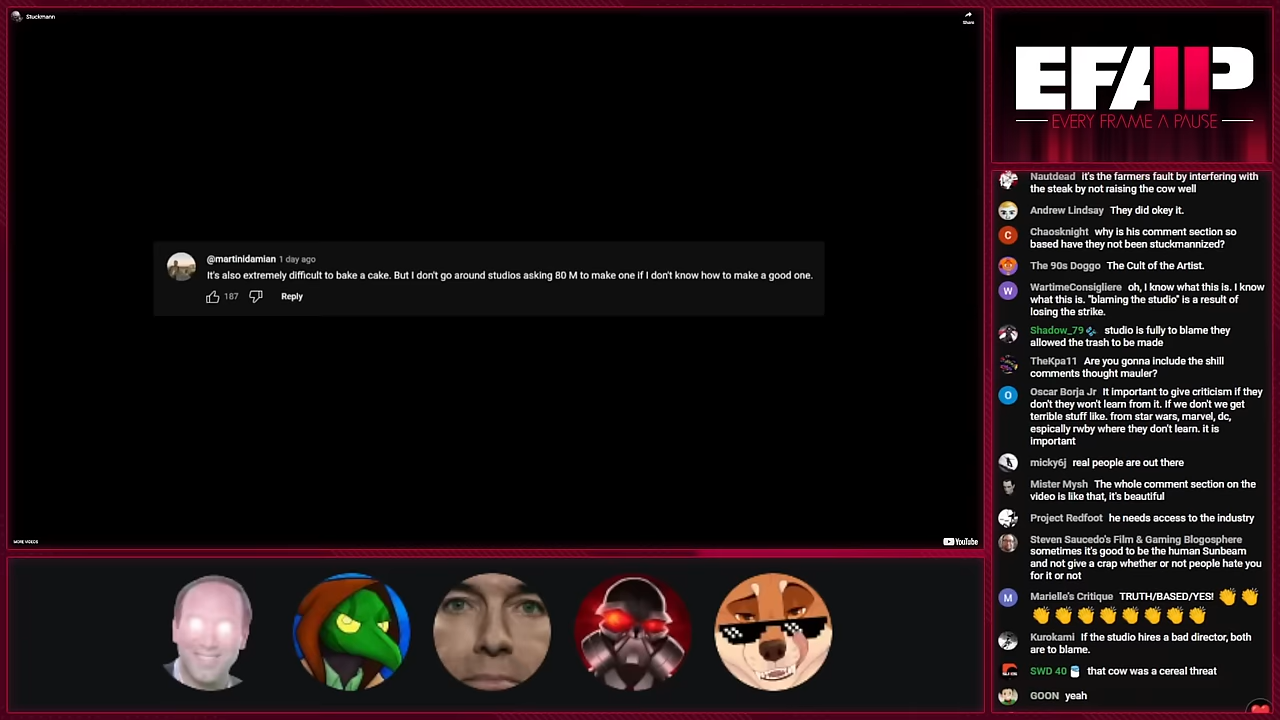 Stuckmann
Share
@martinidamian 1 day ago
It's also extremely difficult to bake a cake. But I don't go around studios asking 80 M to make one if I don't know how to make a good one.
187
Reply
MORE VIDEOS
YouTube
EFAP
EVERY FRAME A PAUSE
Nautdead it's the farmers fault by interfering with
the steak by not raising the cow well
Andrew Lindsay They did okey it.
C
Chaosknight why is his comment section so
based have they not been stuckmannized?
The 90s Doggo The Cult of the Artist.
W
WartimeConsigliere oh, I know what this is. I know
what this is. "blaming the studio" is a result of
losing the strike.
Shadow_79 studio is fully to blame they
allowed the trash to be made
TheKpa11 Are you gonna include the shill
comments thought mauler?
O
Oscar Borja Jr It important to give criticism if they
don't they won't learn from it. If we don't we get
terrible stuff like. from star wars, marvel, dc,
espically rwby where they don't learn. it is
important
micky6j real people are out there
Mister Mysh The whole comment section on the
video is like that, it's beautiful
Project Redfoot he needs access to the industry
Steven Saucedo's Film & Gaming Blogosphere
sometimes it's good to be the human Sunbeam
and not give a crap whether or not people hate you
for it or not
M
Marielle's Critique TRUTH/BASED/YES! 👏 👏
👏 👏 👏 👏 👏 👏 👏 👏
Kurokami If the studio hires a bad director, both
are to blame.
SWD 40 that cow was a cereal threat
GOON yeah